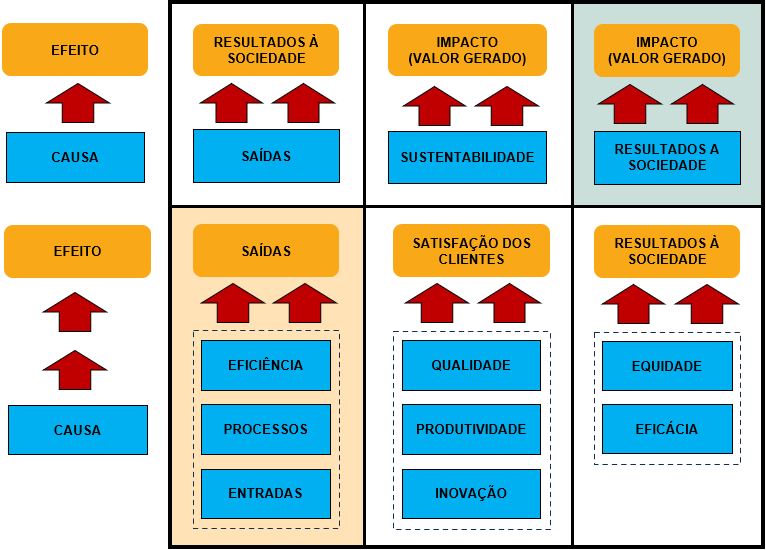 EFEITO
CAUSA
RESULTADOS À
SOCIEDADE
SAÍDAS
IMPACTO
(VALOR GERADO)
SUSTENTABILIDADE
IMPACTO
(VALOR GERADO)
RESULTADOS A
SOCIEDADE
EFEITO
CAUSA
SAÍDAS
EFICIÊNCIA
PROCESSOS
ENTRADAS
SATISFAÇÃO DOS
CLIENTES
QUALIDADE
PRODUTIVIDADE
INOVAÇÃO
RESULTADOS À
SOCIEDADE
EQUIDADE
EFICÁCIA